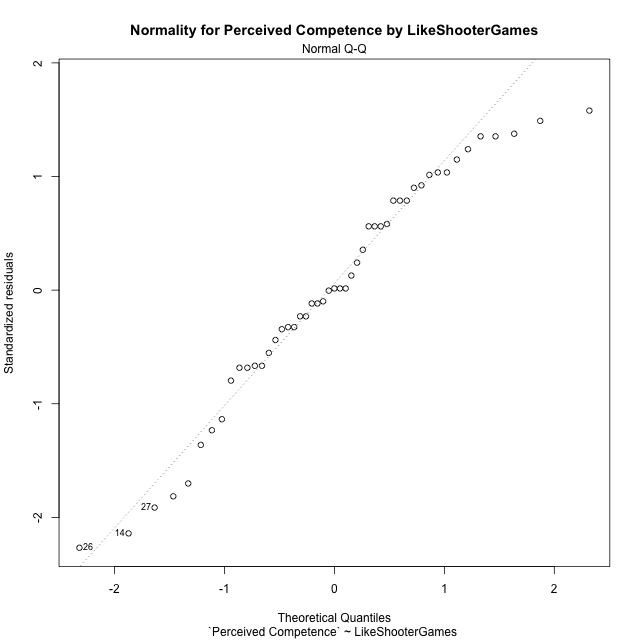 Normality for Perceived Competence by LikeShooterGames
Normal Q-Q
2
1
0
-1
-2
Standardized residuals
27
14
26
-2 -1 0 1 2
Theoretical Quantiles
`Perceived Competence` ~ LikeShooterGames